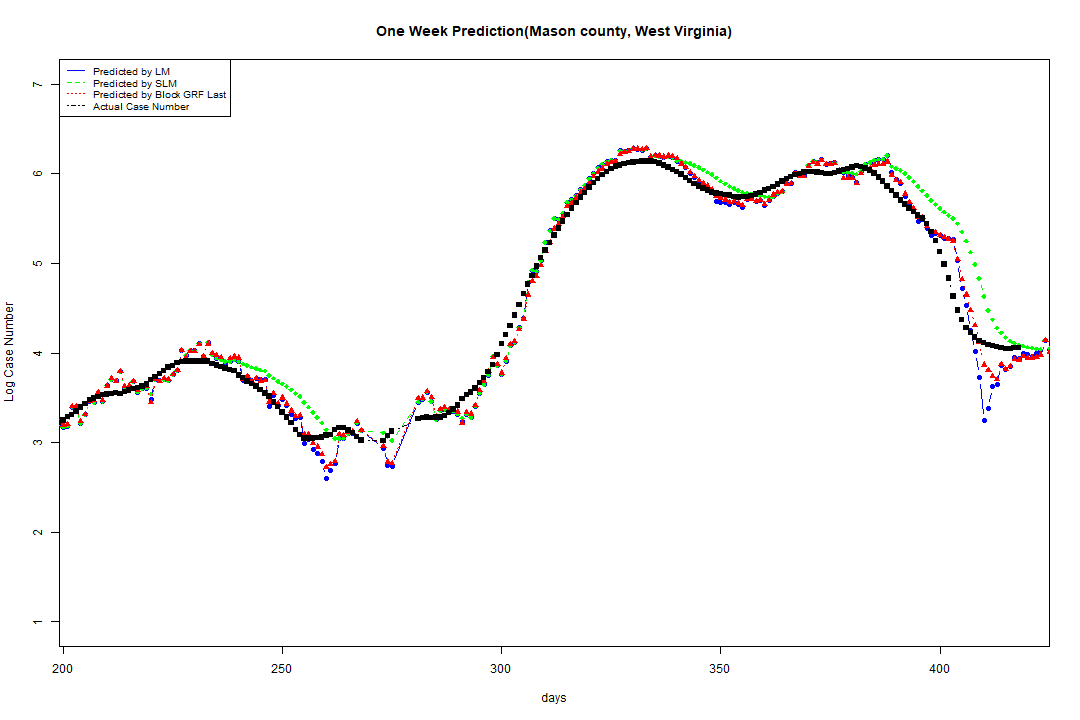 One Week Prediction(Mason county, West Virginia)
Predicted by LM
Predicted by SLM
Predicted by Block GRF Last
Actual Case Number
7
6
5
4
3
2
1
Log Case Number
200 250 300 350 400
days